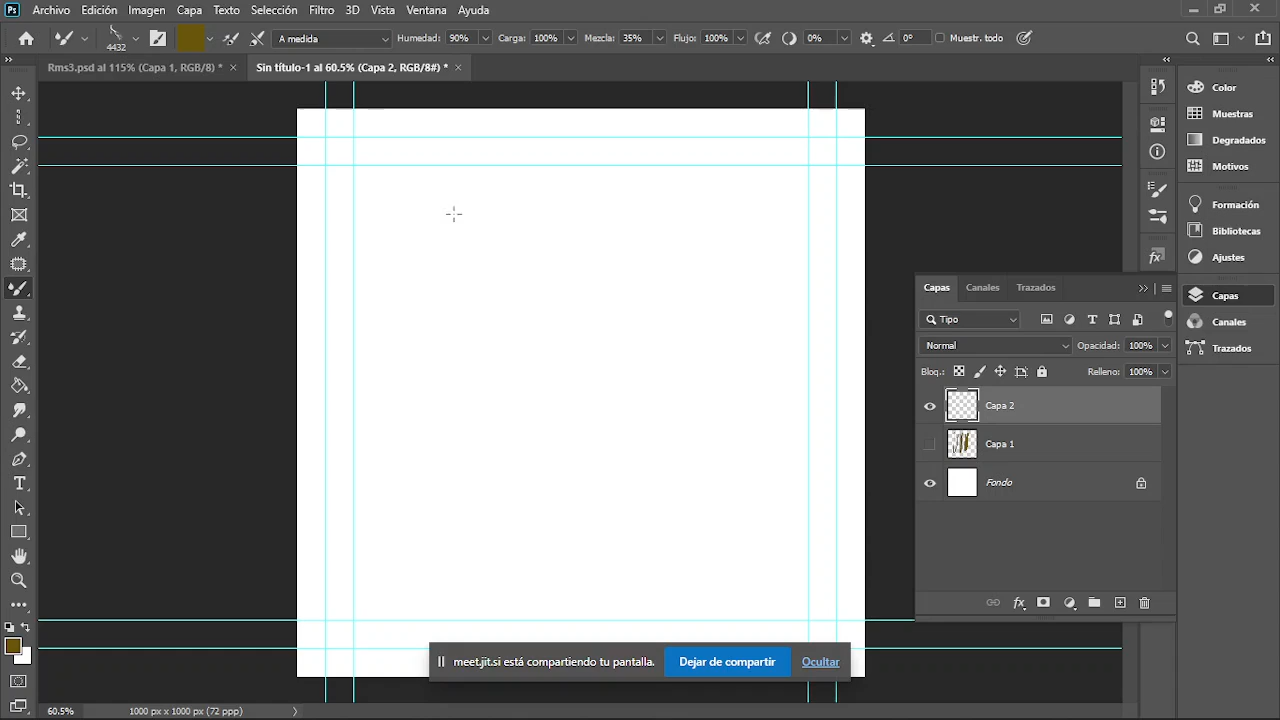 Ps Archivo Edición Imagen Capa Texto Selección Filtro 3D Vista Ventana Ayuda
4432 A medida Humedad: 90% Carga: 100% Mezcla: 35% Flujo: 100% 0% 0° Muestr. todo
Rms3.psd al 115% (Capa 1, RGB/8) * × Sin título-1 al 60.5% (Capa 2, RGB/8#) * ×
Color
Muestras
Degradados
Motivos
Formación
Bibliotecas
Ajustes
Capas
Canales
Trazados
Capas Canales Trazados
Tipo
Normal Opacidad: 100%
Bloq.: Relleno: 100%
Capa 2
Capa 1
Fondo
fx
meet.jit.si está compartiendo tu pantalla. Dejar de compartir Ocultar
60.5% 1000 px x 1000 px (72 ppp)